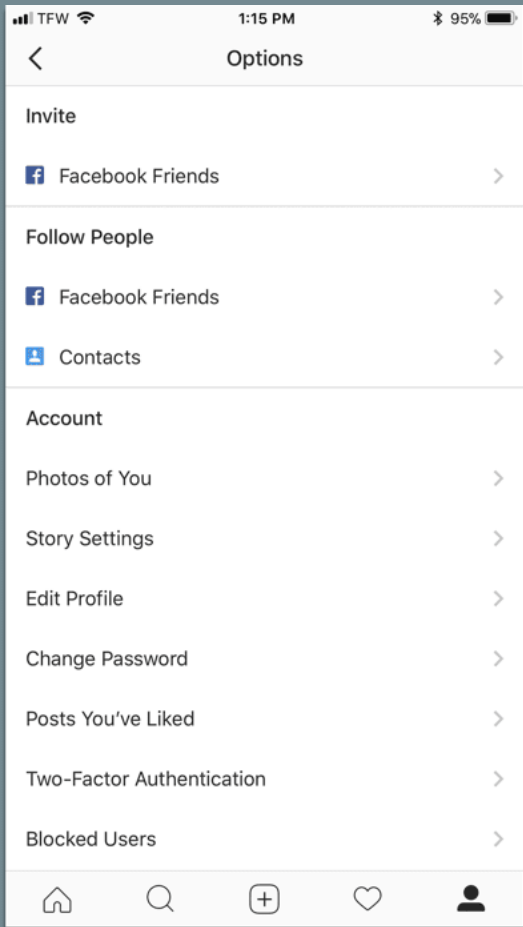 TFW 1:15 PM 95%
Options
Invite
Facebook Friends
Follow People
Facebook Friends
Contacts
Account
Photos of You
Story Settings
Edit Profile
Change Password
Posts You’ve Liked
Two-Factor Authentication
Blocked Users